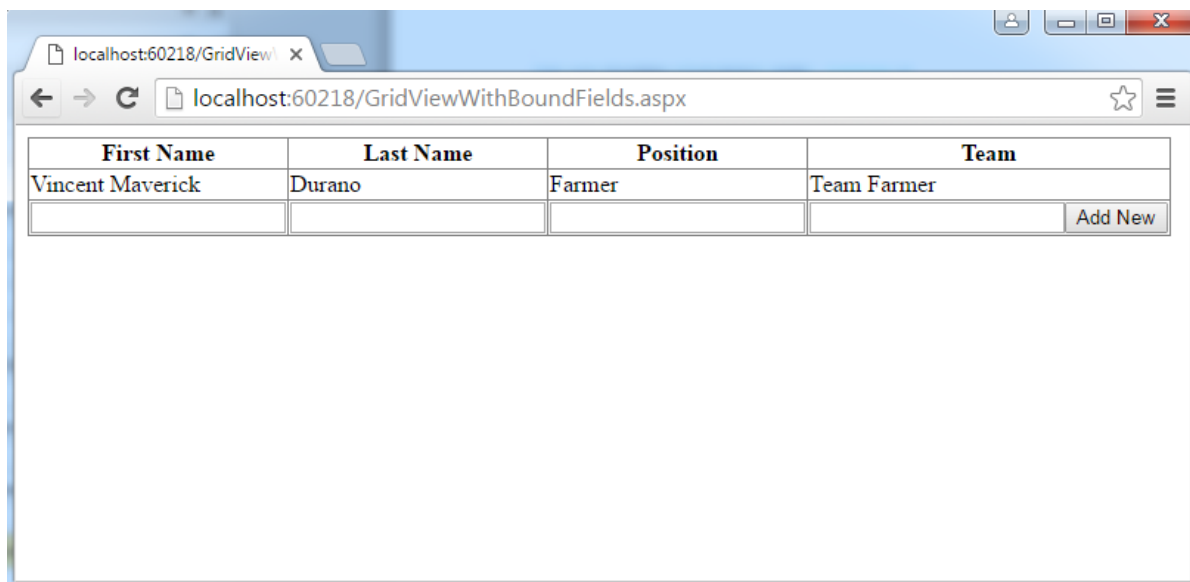 localhost:60218/GridView
localhost:60218/GridViewWithBoundFields.aspx
First Name Last Name Position Team
Vincent Maverick Durano Farmer Team Farmer
Add New